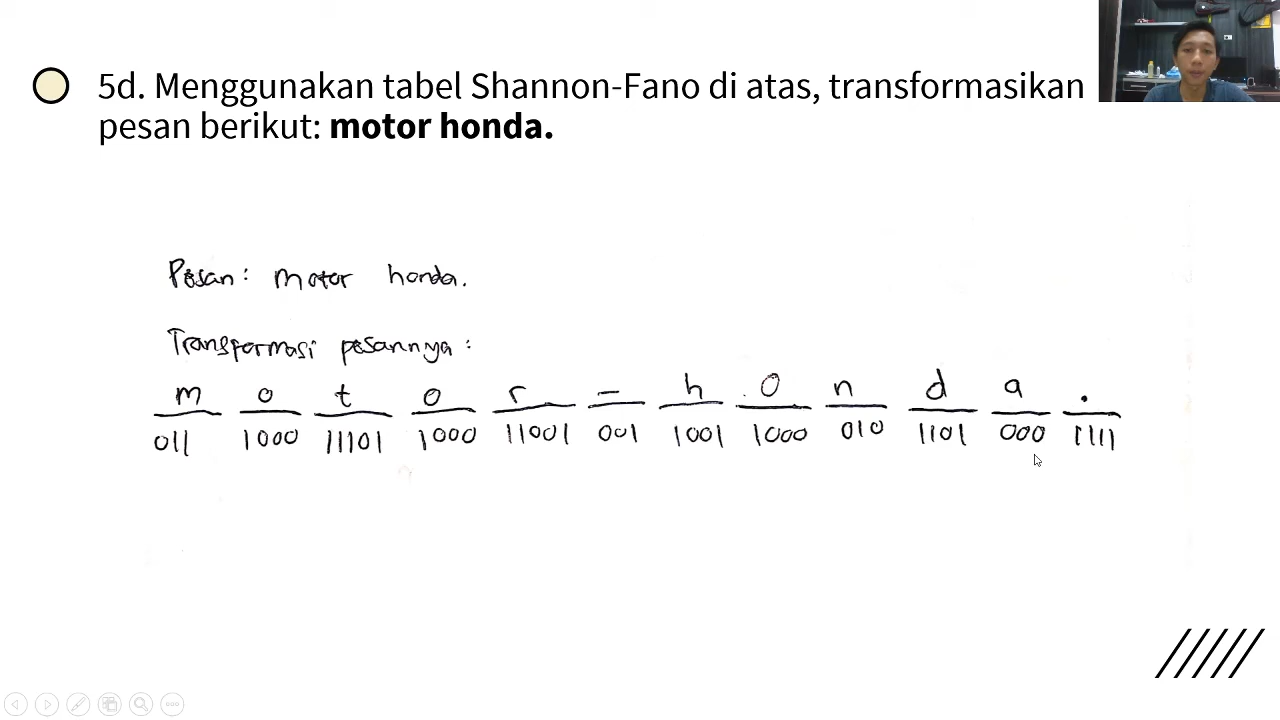 5d. Menggunakan tabel Shannon-Fano di atas, transformasikan
pesan berikut: motor honda.
Pesan: motor honda.
Transformasi pesannya:
m o t o r - h o n d a .
011 1000 11101 1000 11001 001 1001 1000 010 1101 000 1111